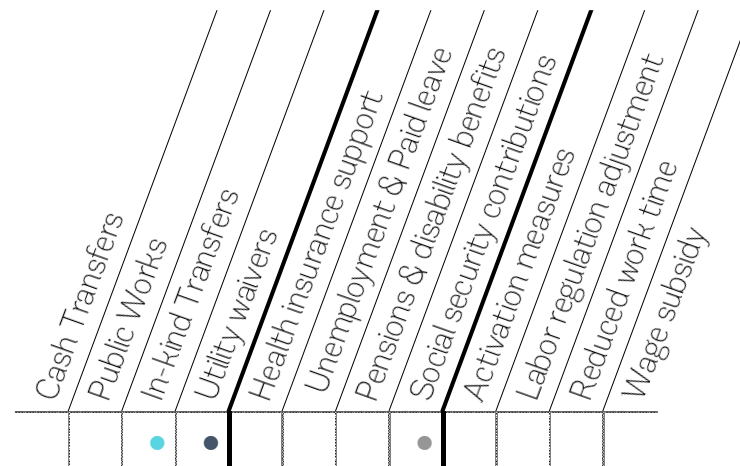 Cash Transfers
Public Works
In-kind Transfers
Utility waivers
Health insurance support
Unemployment & Paid leave
Pensions & disability benefits
Social security contributions
Activation measures
Labor regulation adjustment
Reduced work time
Wage subsidy